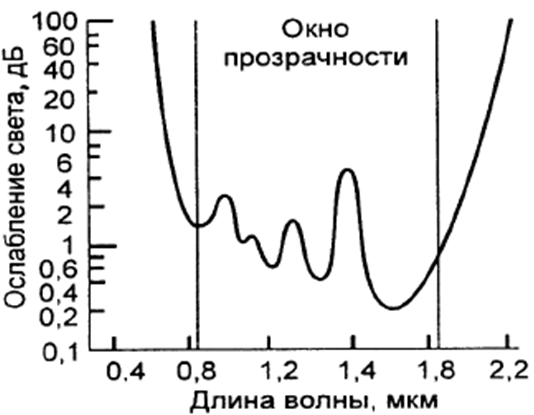 Окно
прозрачности
Ослабление света, дБ
100
60
40
20
10
6
4
2
1
0,6
0,4
0,2
0,1
0,4 0,8 1,2 1,4 1,8 2,2
Длина волны, мкм